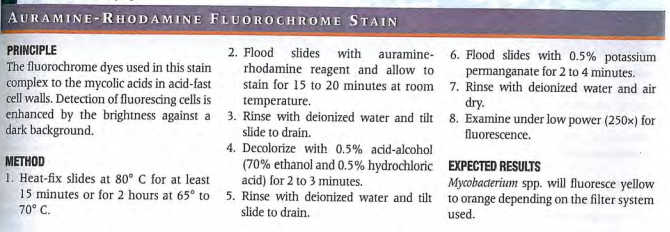 AURAMINE-RHODAMINE FLUOROCHROME STAIN
PRINCIPLE
The fluorochrome dyes used in this stain
complex to the mycolic acids in acid-fast
cell walls. Detection of fluorescing cells is
enhanced by the brightness against a
dark background.
METHOD
1. Heat-fix slides at 80° C for at least
15 minutes or for 2 hours at 65° to
70° C.
2. Flood slides with auramine-
rhodamine reagent and allow to
stain for 15 to 20 minutes at room
temperature.
3. Rinse with deionized water and tilt
slide to drain.
4. Decolorize with 0.5% acid-alcohol
(70% ethanol and 0.5% hydrochloric
acid) for 2 to 3 minutes.
5. Rinse with deionized water and tilt
slide to drain.
6. Flood slides with 0.5% potassium
permanganate for 2 to 4 minutes.
7. Rinse with deionized water and air
dry.
8. Examine under low power (250×) for
fluorescence.
EXPECTED RESULTS
Mycobacterium spp. will fluoresce yellow
to orange depending on the filter system
used.